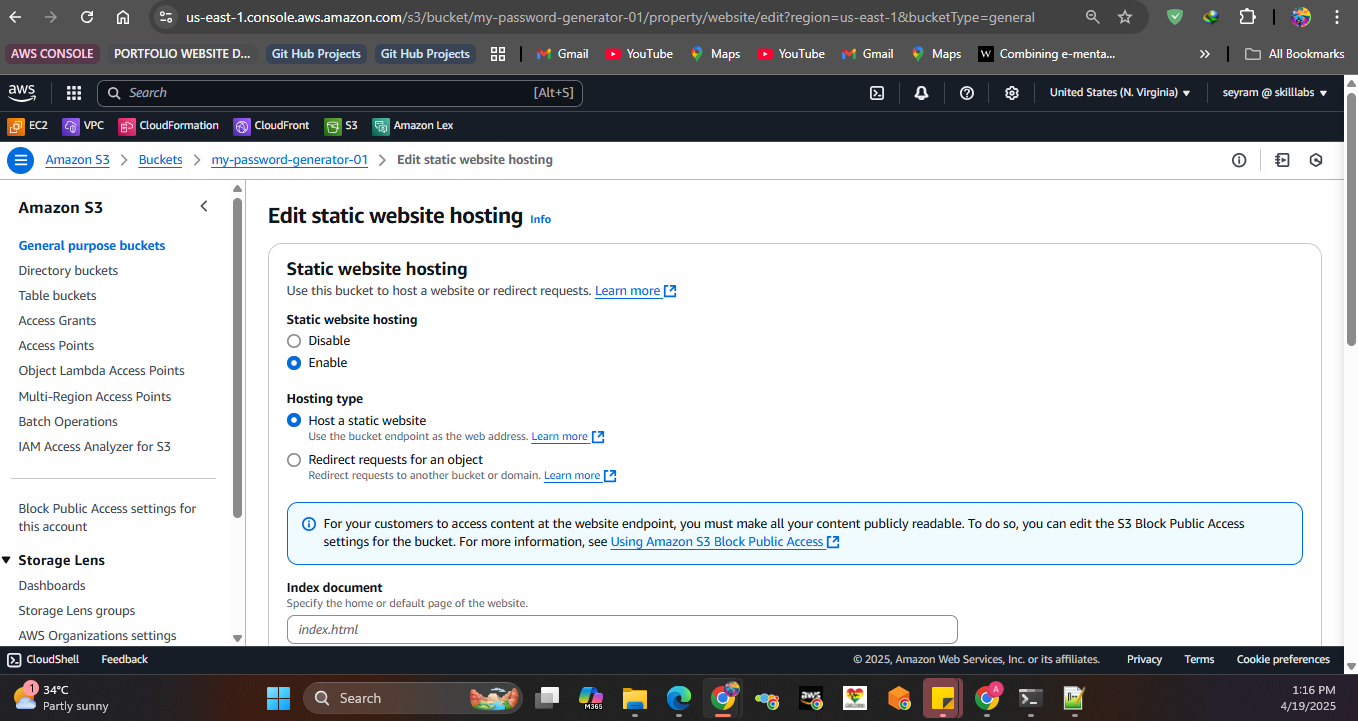 us-east-1.console.aws.amazon.com/s3/bucket/my-password-generator-01/property/website/edit?region=us-east-1&bucketType=general
AWS CONSOLE PORTFOLIO WEBSITE D... Git Hub Projects Git Hub Projects Gmail YouTube Maps YouTube Gmail Maps W Combining e-menta... » All Bookmarks
aws Search [Alt+S] United States (N. Virginia) seyram @ skilllabs
EC2 VPC CloudFormation CloudFront S3 Amazon Lex
Amazon S3 > Buckets > my-password-generator-01 > Edit static website hosting
Amazon S3
General purpose buckets
Directory buckets
Table buckets
Access Grants
Access Points
Object Lambda Access Points
Multi-Region Access Points
Batch Operations
IAM Access Analyzer for S3
Block Public Access settings for
this account
Storage Lens
Dashboards
Storage Lens groups
AWS Organizations settings
Edit static website hosting Info
Static website hosting
Use this bucket to host a website or redirect requests. Learn more
Static website hosting
Disable
Enable
Hosting type
Host a static website
Use the bucket endpoint as the web address. Learn more
Redirect requests for an object
Redirect requests to another bucket or domain. Learn more
For your customers to access content at the website endpoint, you must make all your content publicly readable. To do so, you can edit the S3 Block Public Access
settings for the bucket. For more information, see Using Amazon S3 Block Public Access
Index document
Specify the home or default page of the website.
index.html
CloudShell Feedback © 2025, Amazon Web Services, Inc. or its affiliates. Privacy Terms Cookie preferences
1 34°C
Partly sunny
Search
M365
aws
A
1:16 PM
4/19/2025